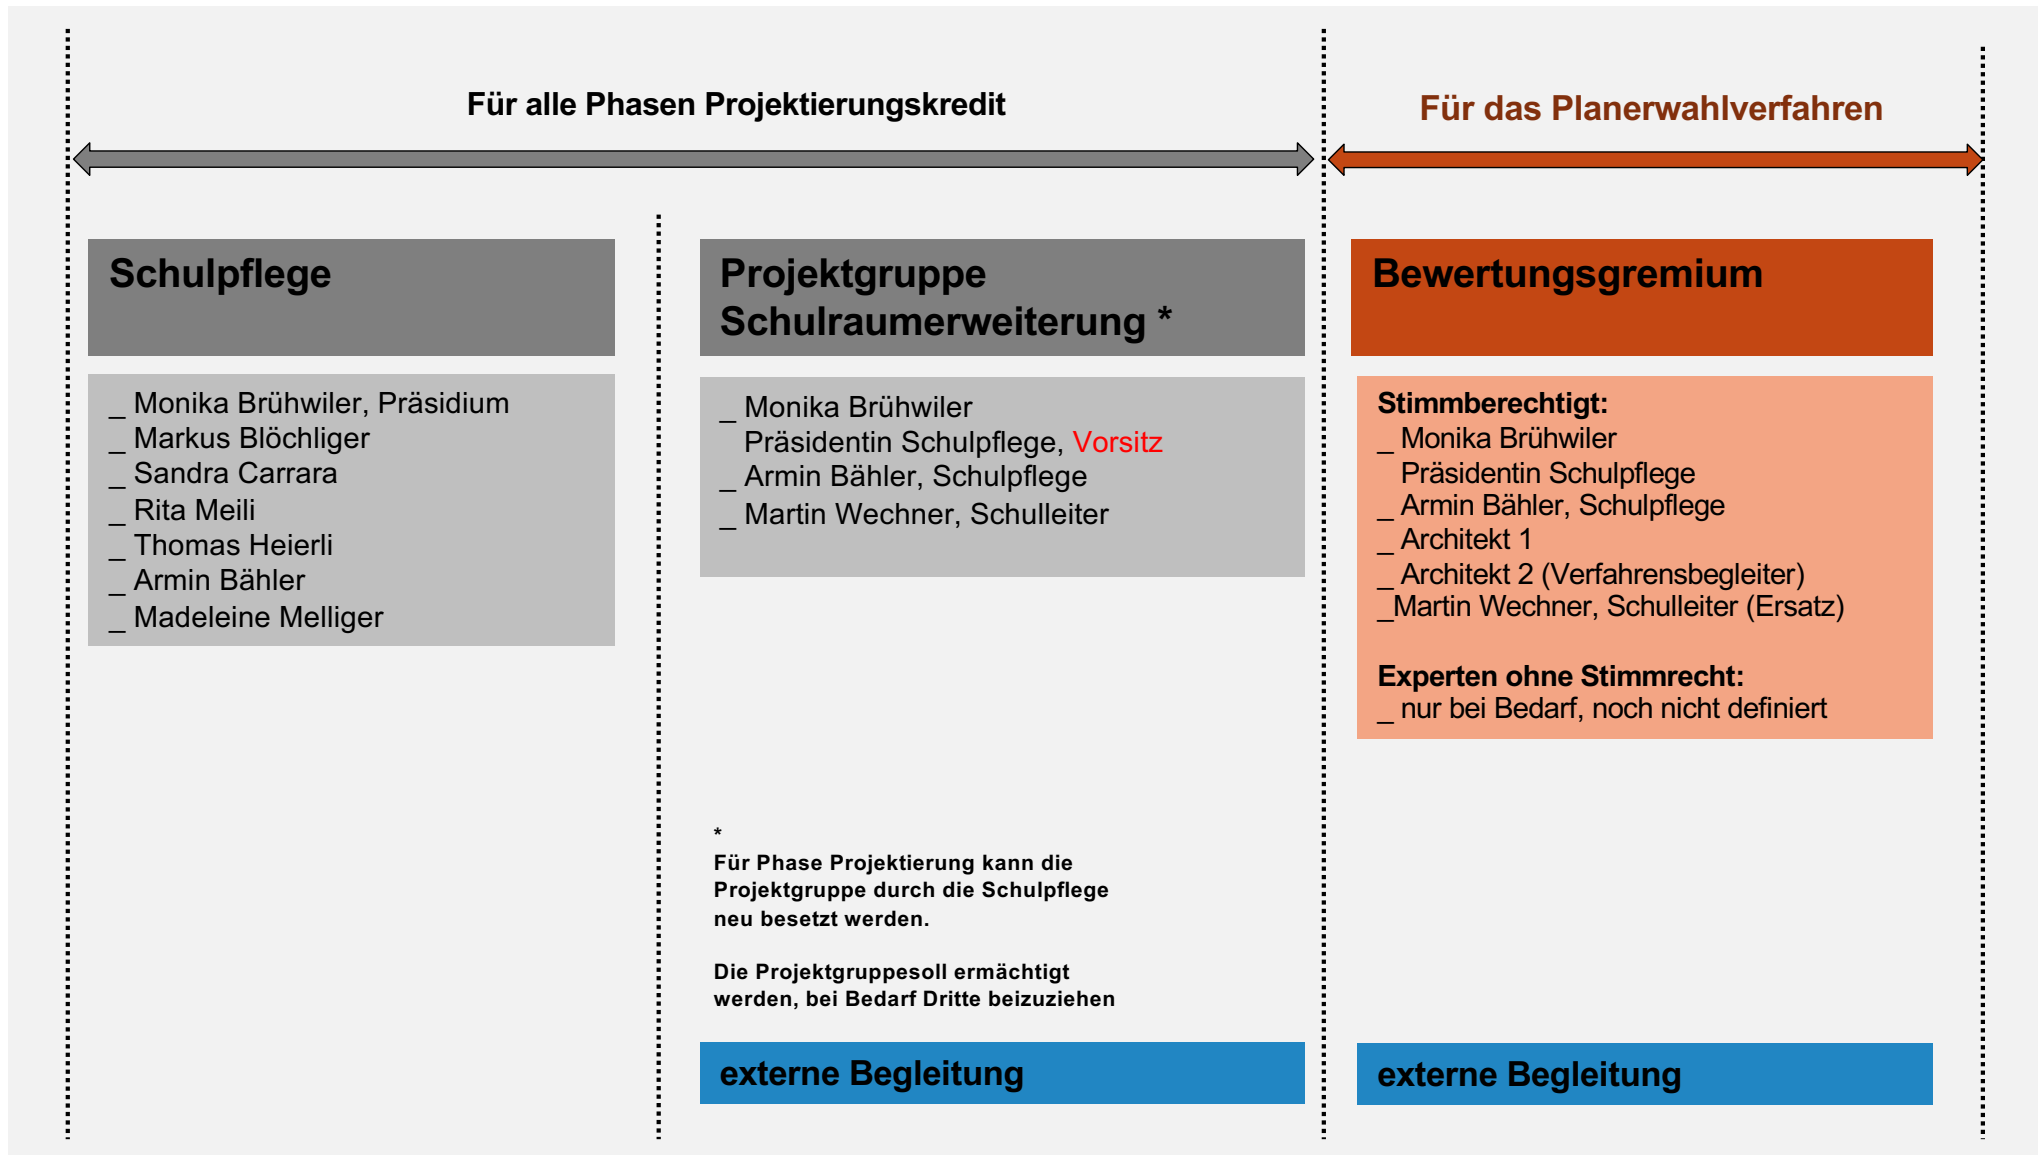 Für alle Phasen Projektierungskredit
Für das Planerwahlverfahren
Schulpflege
_ Monika Brühwiler, Präsidium
_ Markus Blöchliger
_ Sandra Carrara
_ Rita Meili
_ Thomas Heierli
_ Armin Bähler
_ Madeleine Melliger
Projektgruppe
Schulraumerweiterung *
_ Monika Brühwiler
Präsidentin Schulpflege, Vorsitz
_ Armin Bähler, Schulpflege
_ Martin Wechner, Schulleiter
*
Für Phase Projektierung kann die
Projektgruppe durch die Schulpflege
neu besetzt werden.
Die Projektgruppesoll ermächtigt
werden, bei Bedarf Dritte beizuziehen
externe Begleitung
Bewertungsgremium
Stimmberechtigt:
_ Monika Brühwiler
Präsidentin Schulpflege
_ Armin Bähler, Schulpflege
_ Architekt 1
_ Architekt 2 (Verfahrensbegleiter)
_Martin Wechner, Schulleiter (Ersatz)
Experten ohne Stimmrecht:
_ nur bei Bedarf, noch nicht definiert
externe Begleitung